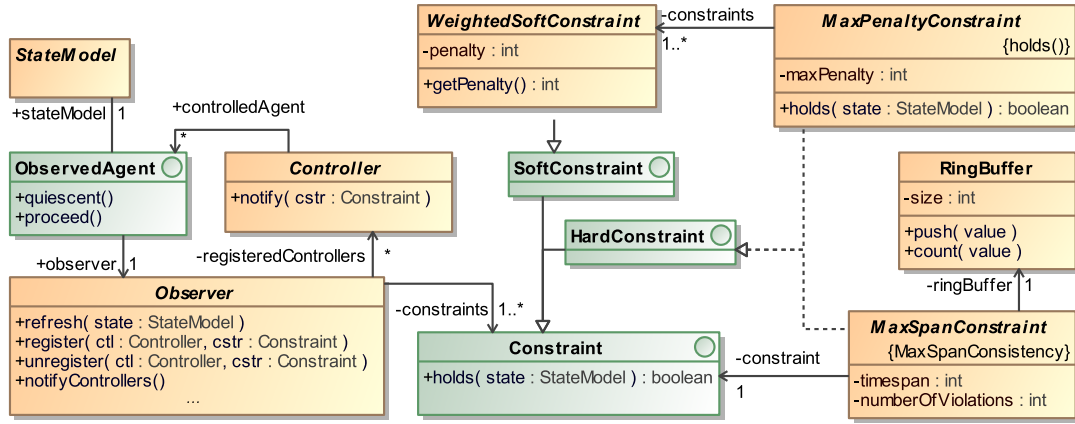 StateModel
+stateModel
1
+controlledAgent
*
ObservedAgent
+quiescent()
+proceed()
Controller
+notify( cstr : Constraint )
+observer
1
-registeredControllers
*
Observer
+refresh( state : StateModel )
+register( ctl : Controller, cstr : Constraint )
+unregister( ctl : Controller, cstr : Constraint )
+notifyControllers()
...
-constraints
1..*
WeightedSoftConstraint
-penalty : int
+getPenalty() : int
-constraints
1..*
MaxPenaltyConstraint
{holds()}
-maxPenalty : int
+holds( state : StateModel ) : boolean
SoftConstraint
HardConstraint
RingBuffer
-size : int
+push( value )
+count( value )
-ringBuffer
1
Constraint
+holds( state : StateModel ) : boolean
-constraint
1
MaxSpanConstraint
{MaxSpanConsistency}
-timespan : int
-numberOfViolations : int